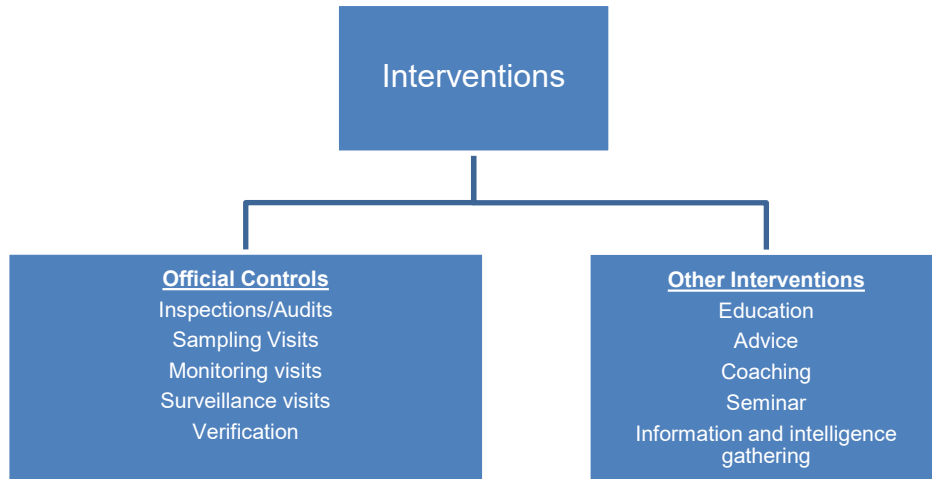 Interventions
Official Controls
Inspections/Audits
Sampling Visits
Monitoring visits
Surveillance visits
Verification
Other Interventions
Education
Advice
Coaching
Seminar
Information and intelligence
gathering